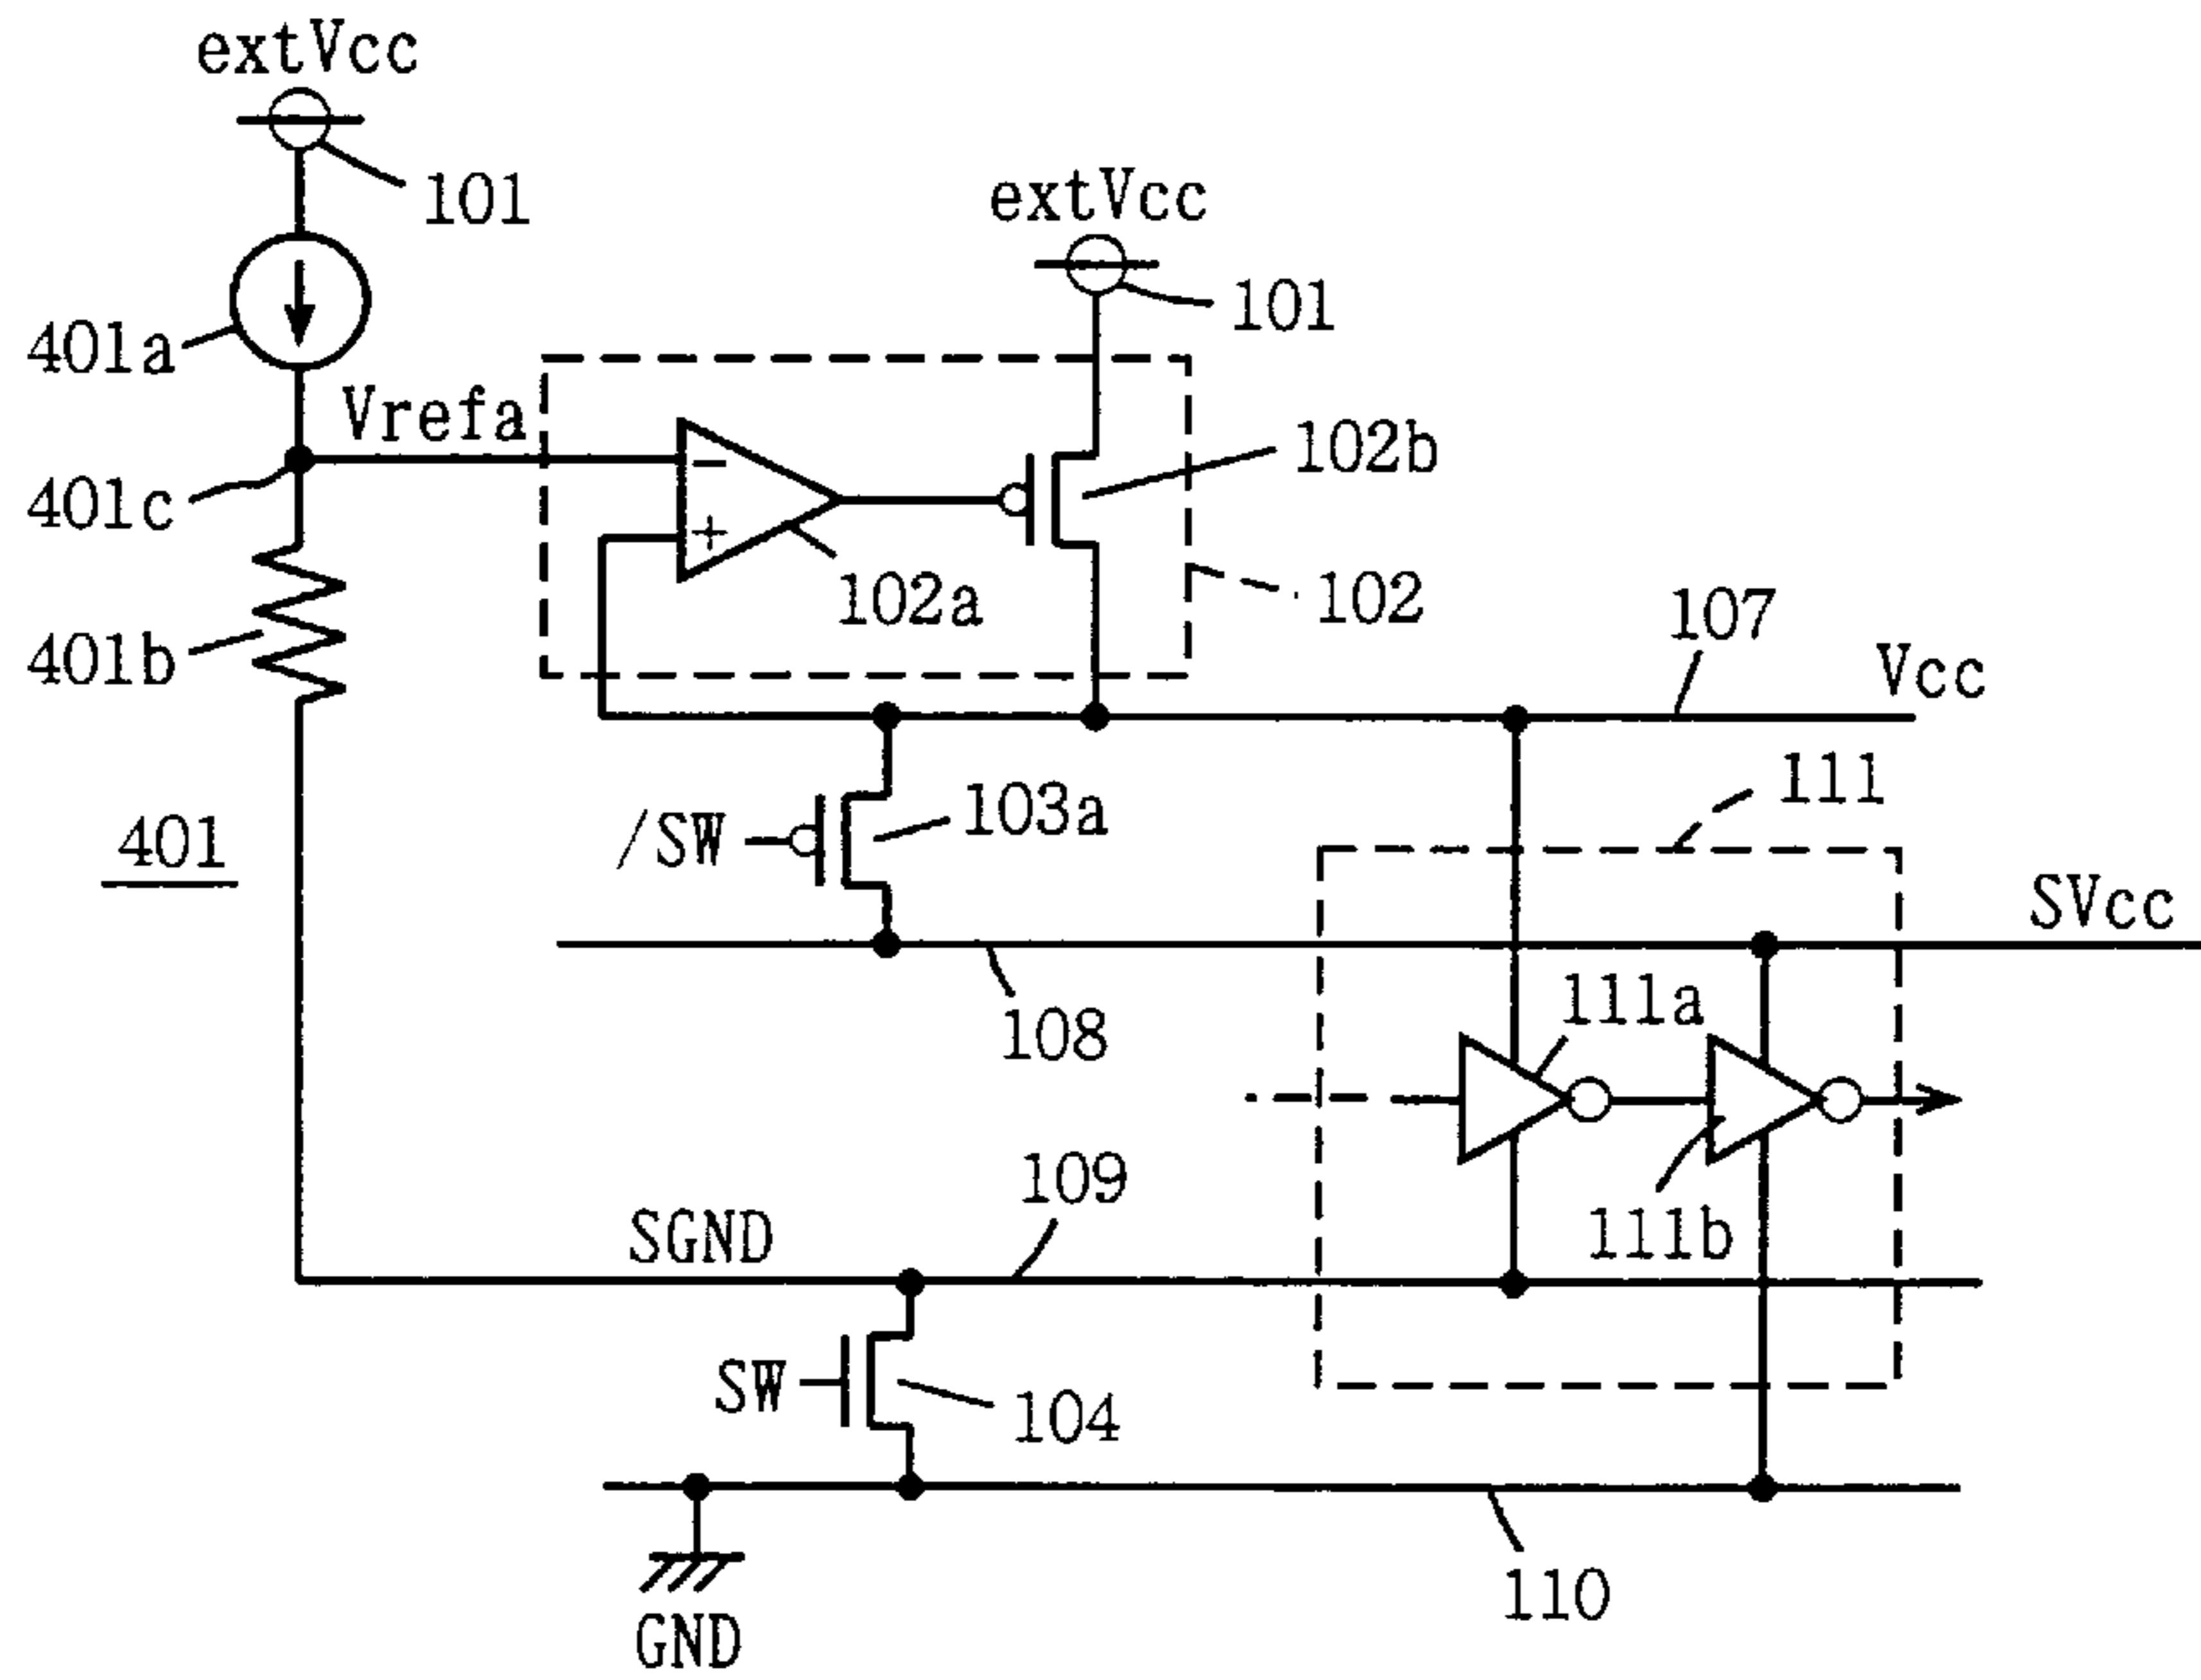 extVcc
101
extVcc
101
401a
Vrefa
102b
401c
-
+
102a
102
107
401b
Vcc
111
/SW
103a
401
SVcc
111a
108
109
SGND
111b
SW
104
110
GND